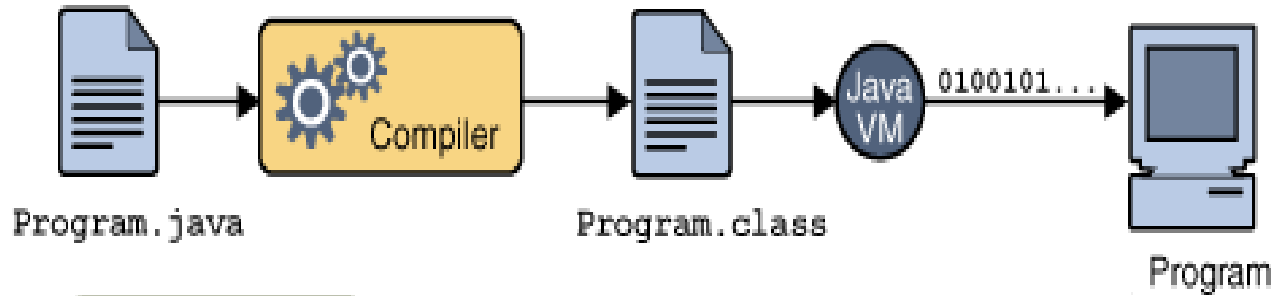 Compiler
Java
VM
0100101...
Program.java
Program.class
Program